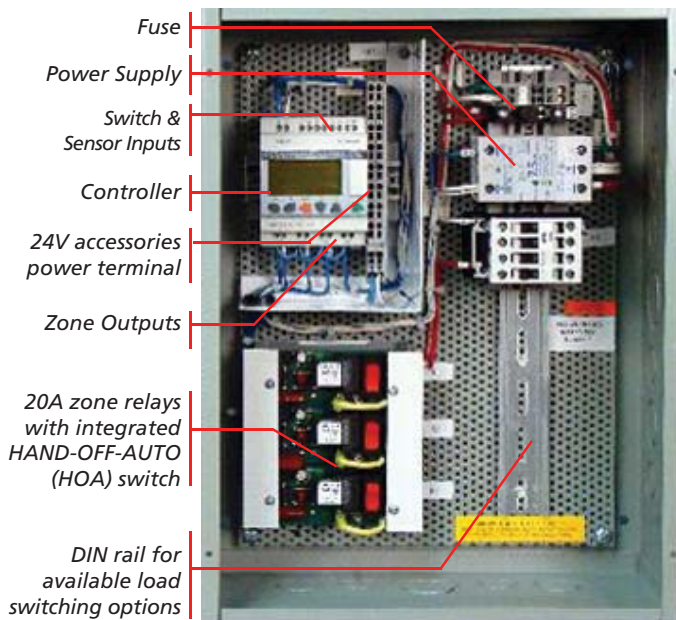 Fuse
Power Supply
Switch &
Sensor Inputs
Controller
24V accessories
power terminal
Zone Outputs
20A zone relays
with integrated
HAND-OFF-AUTO
(HOA) switch
DIN rail for
available load
switching options